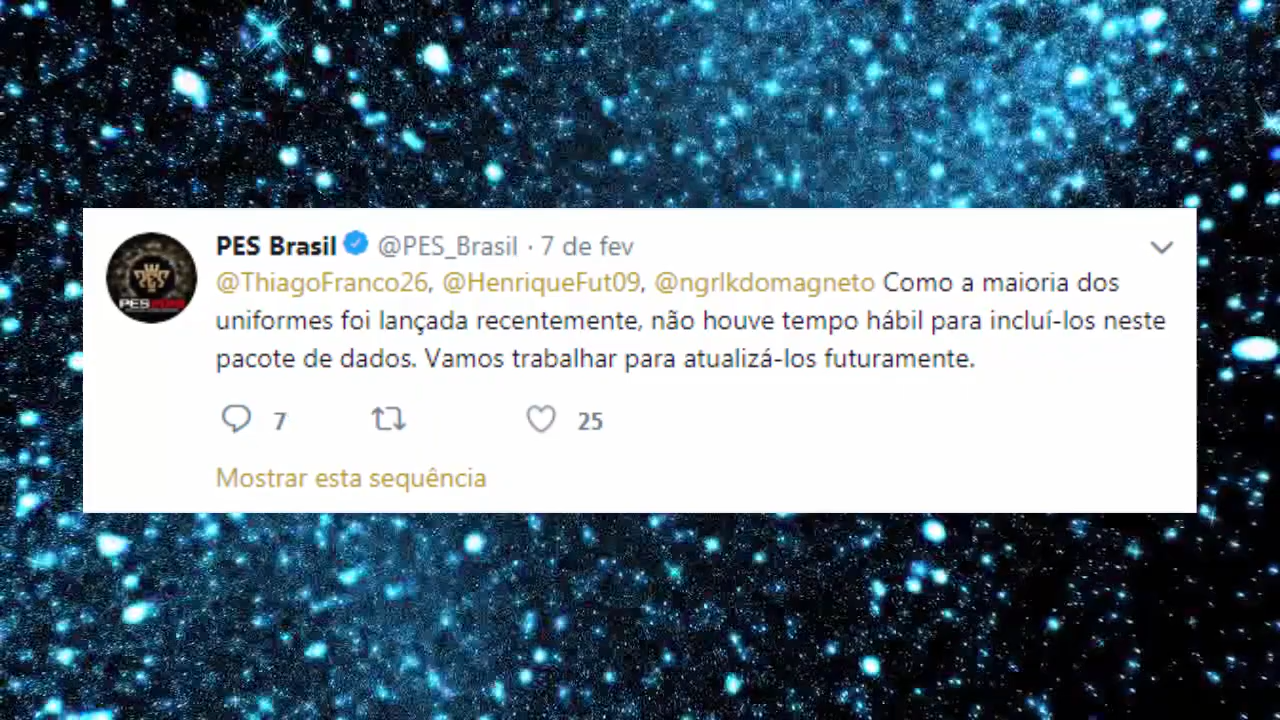 PES Brasil @PES_Brasil · 7 de fev
@ThiagoFranco26, @HenriqueFut09, @ngrlkdomagneto Como a maioria dos
uniformes foi lançada recentemente, não houve tempo hábil para incluí-los neste
pacote de dados. Vamos trabalhar para atualizá-los futuramente.
7 25
Mostrar esta sequência